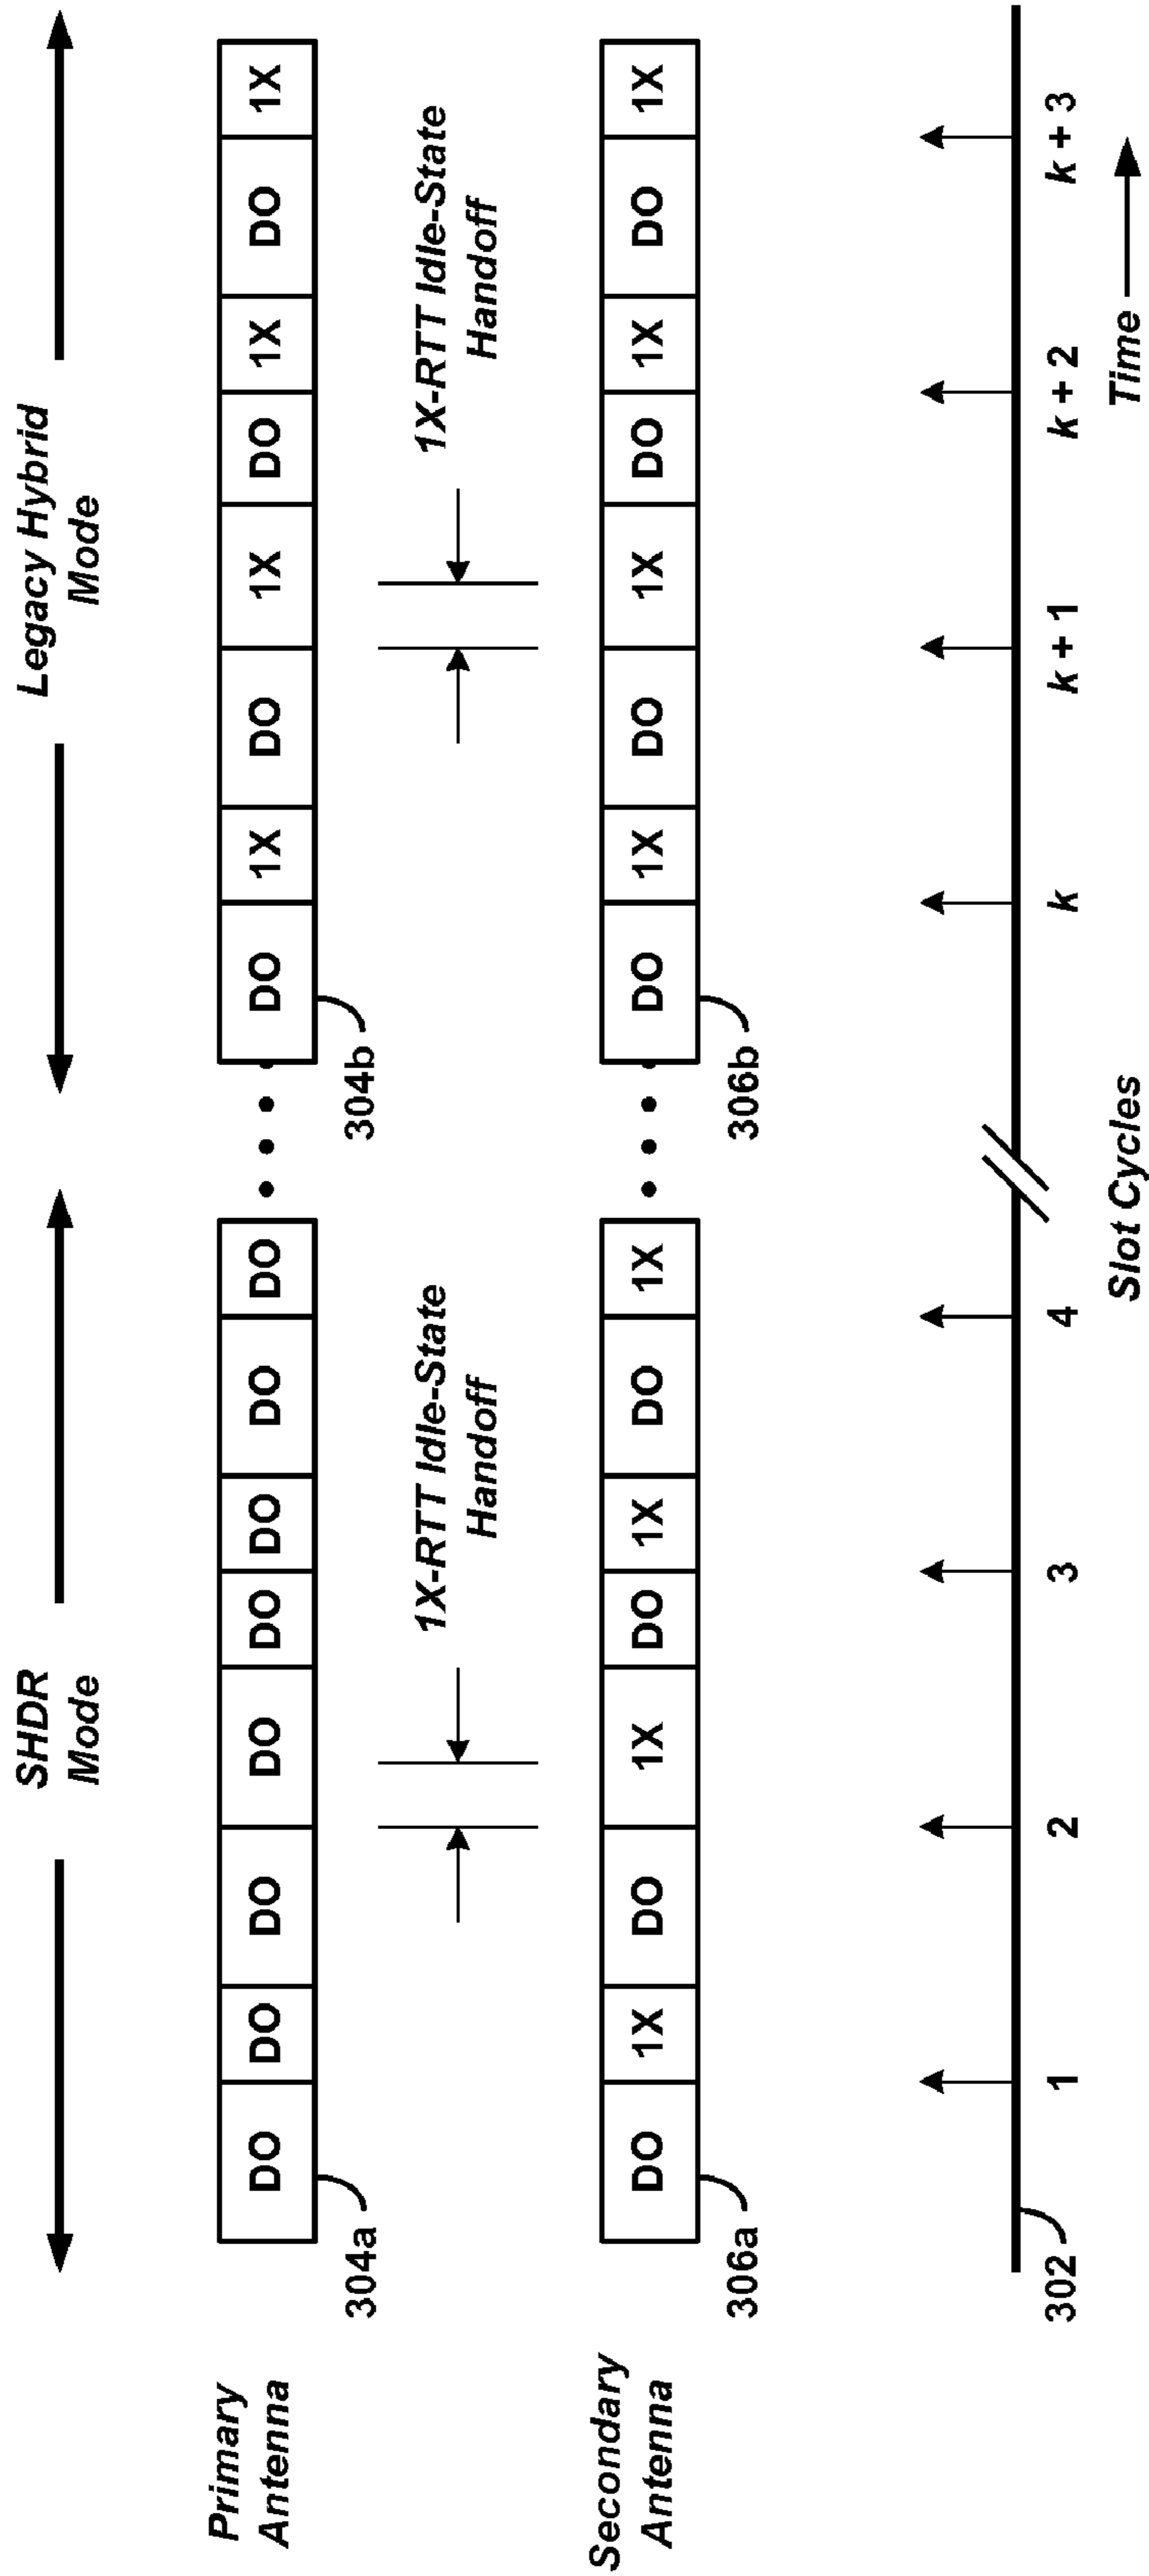 SHDR
Mode
Legacy Hybrid
Mode
Primary
Antenna
DO DO DO DO DO DO DO DO
DO 1X DO 1X DO 1X DO 1X
304a
304b
1X-RTT Idle-State
Handoff
1X-RTT Idle-State
Handoff
Secondary
Antenna
DO 1X DO 1X DO 1X DO 1X
DO 1X DO 1X DO 1X DO 1X
306a
306b
302
1 2 3 4 k k + 1 k + 2 k + 3
Slot Cycles
Time